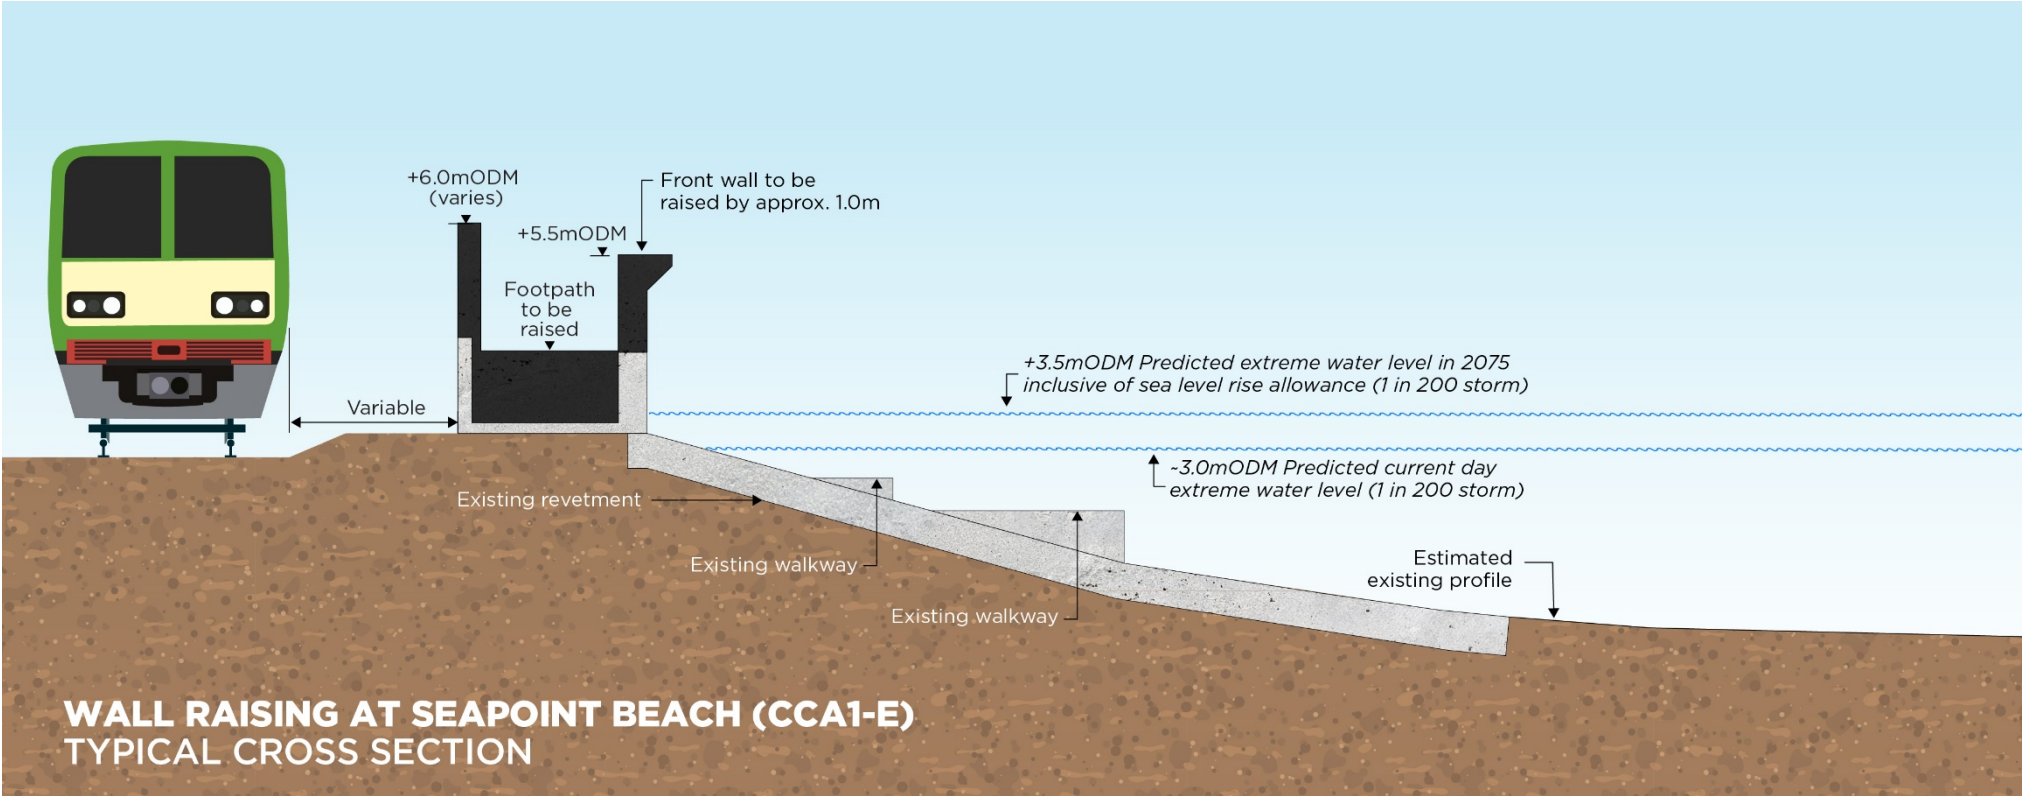 +6.0mODM
(varies)
Front wall to be
raised by approx. 1.0m
+5.5mODM
Footpath
to be
raised
+3.5mODM Predicted extreme water level in 2075
inclusive of sea level rise allowance (1 in 200 storm)
Variable
~3.0mODM Predicted current day
extreme water level (1 in 200 storm)
Existing revetment
Existing walkway
Estimated
existing profile
Existing walkway
WALL RAISING AT SEAPOINT BEACH (CCA1-E)
TYPICAL CROSS SECTION